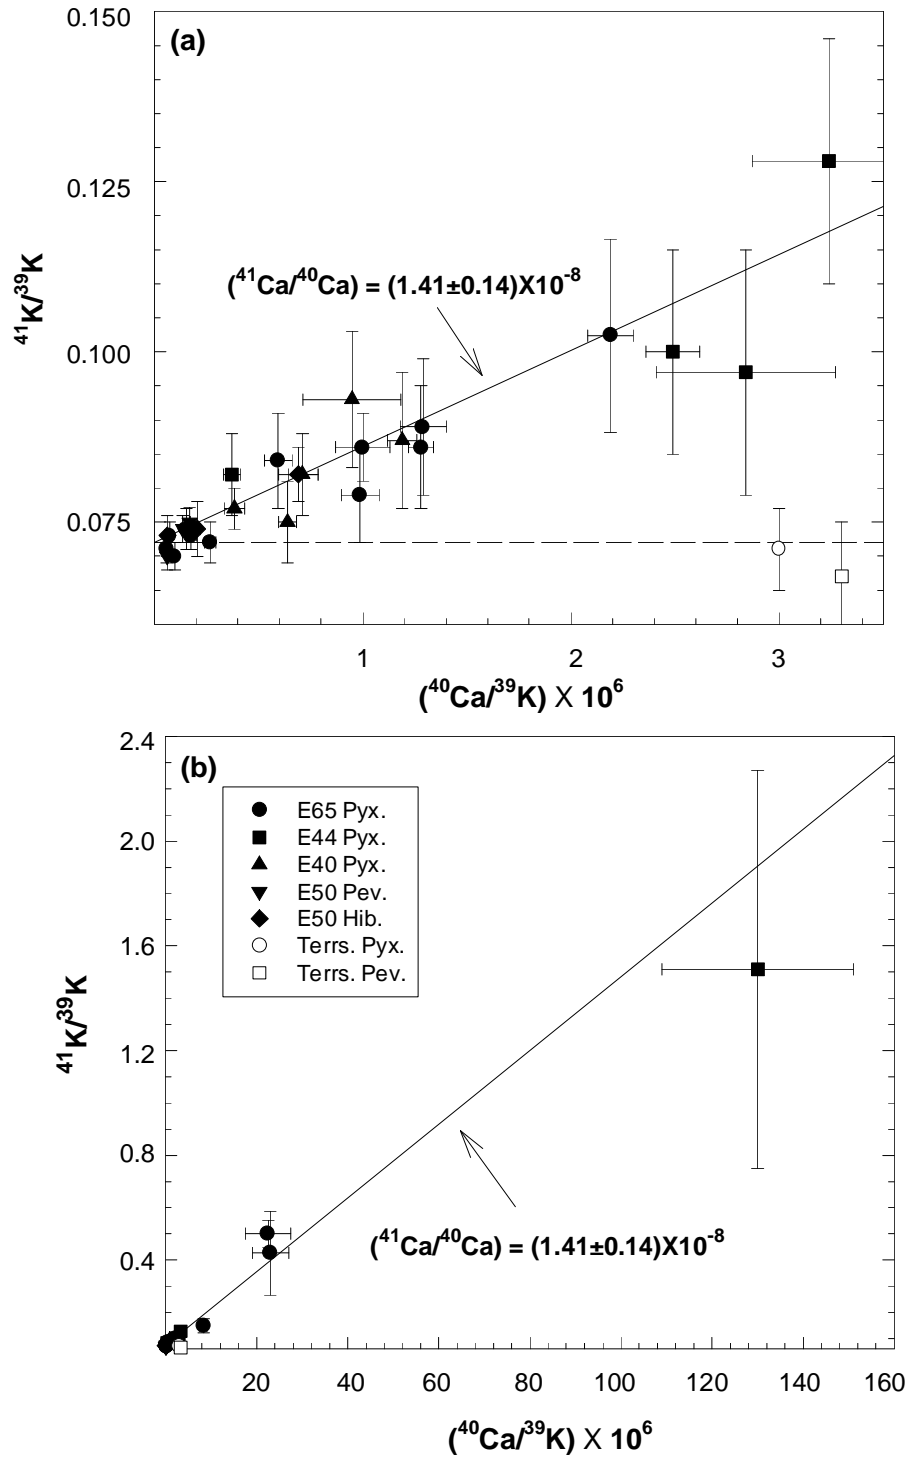 (a)
0.150
0.125
0.100
0.075
⁴¹K/³⁹K
(⁴¹Ca/⁴⁰Ca) = (1.41±0.14)X10⁻⁸
1 2 3
(⁴⁰Ca/³⁹K) X 10⁶
(b)
2.4
2.0
1.6
1.2
0.8
0.4
⁴¹K/³⁹K
E65 Pyx.
E44 Pyx.
E40 Pyx.
E50 Pev.
E50 Hib.
Terrs. Pyx.
Terrs. Pev.
(⁴¹Ca/⁴⁰Ca) = (1.41±0.14)X10⁻⁸
20 40 60 80 100 120 140 160
(⁴⁰Ca/³⁹K) X 10⁶